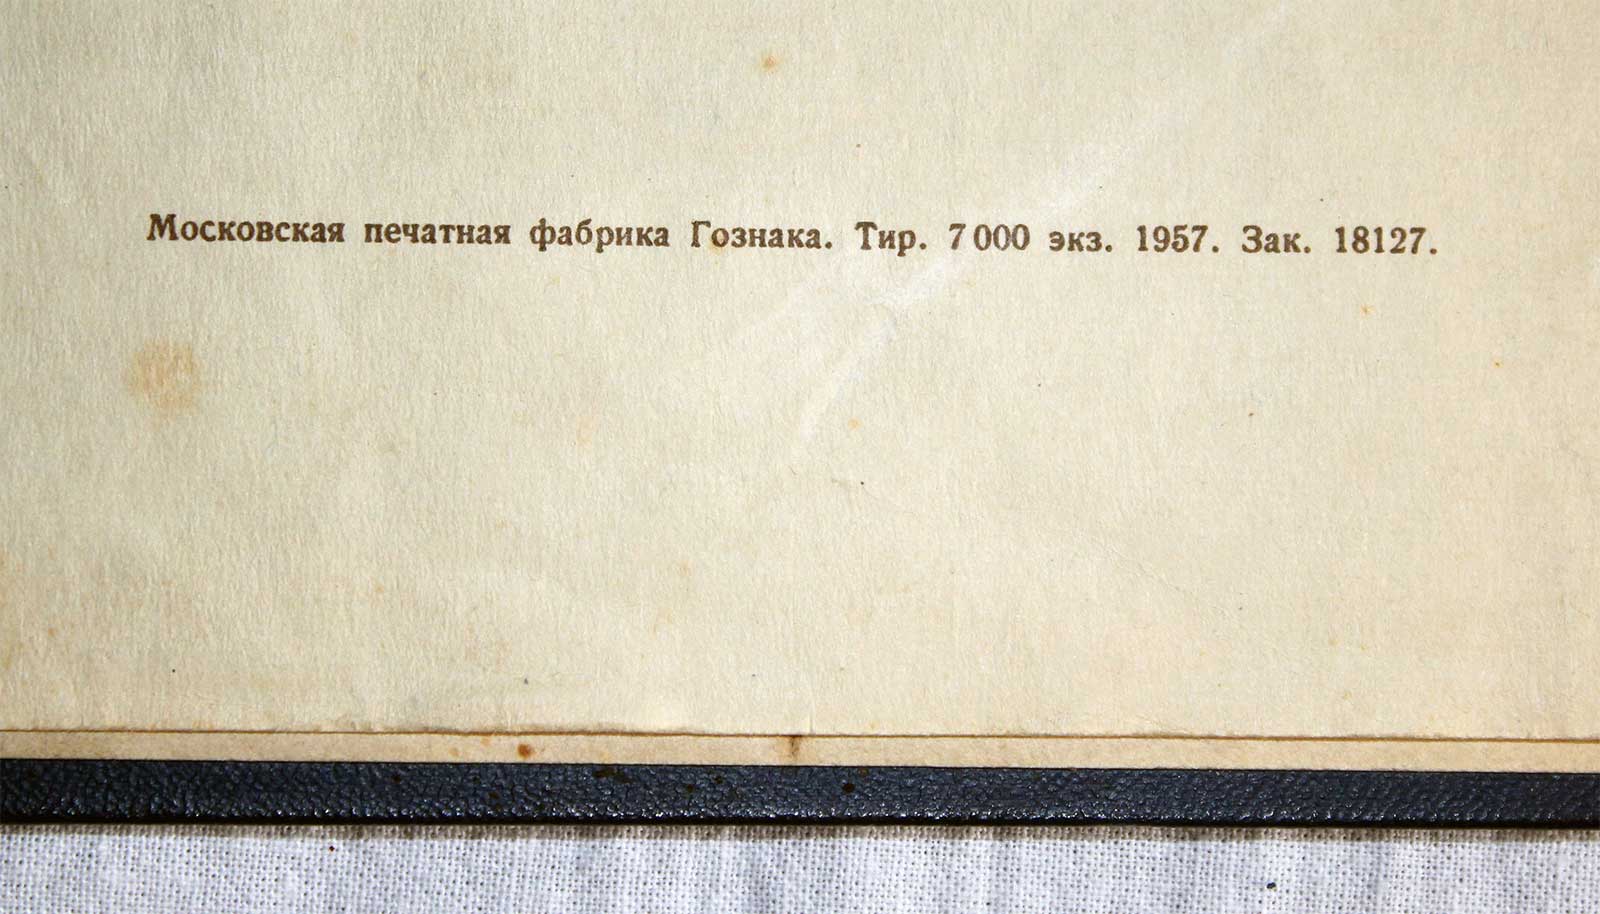 Московская печатная фабрика Гознака. Тир. 7 000 экз. 1957. Зак. 18127.